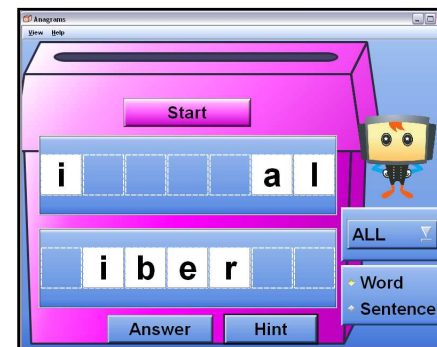 Anagrams
View Help
Start
i a l
i b e r
ALL
Word
Sentence
Answer Hint